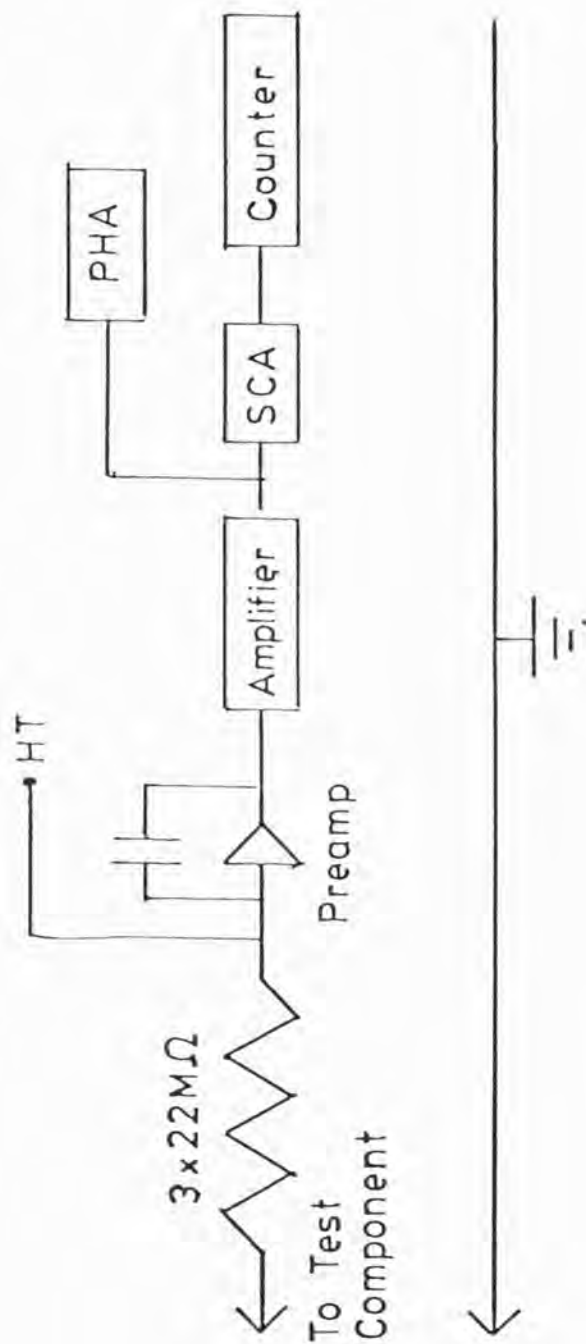 HT
PHA
3 x 22MΩ
Amplifier
SCA
Counter
Preamp
To Test
Component